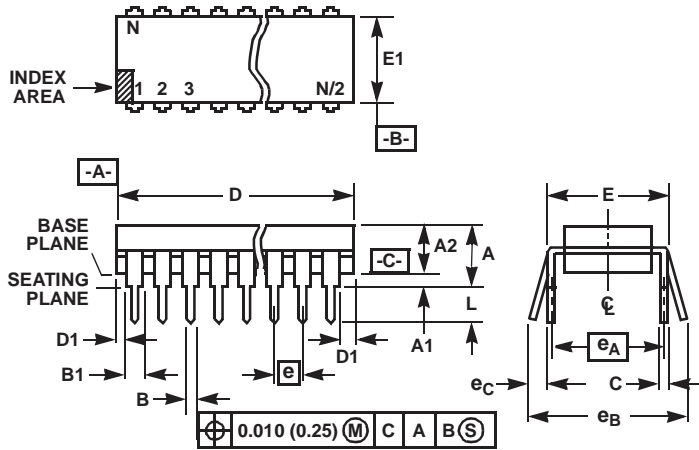 N
E1
INDEX
AREA
1 2 3 N/2
-B-
-A-
D
E
BASE
PLANE
A2
A
-C-
SEATING
PLANE
L
C
L
D1
A1
D1
eA
B1
e
eC
C
B
eB
0.010 (0.25) M C A B S